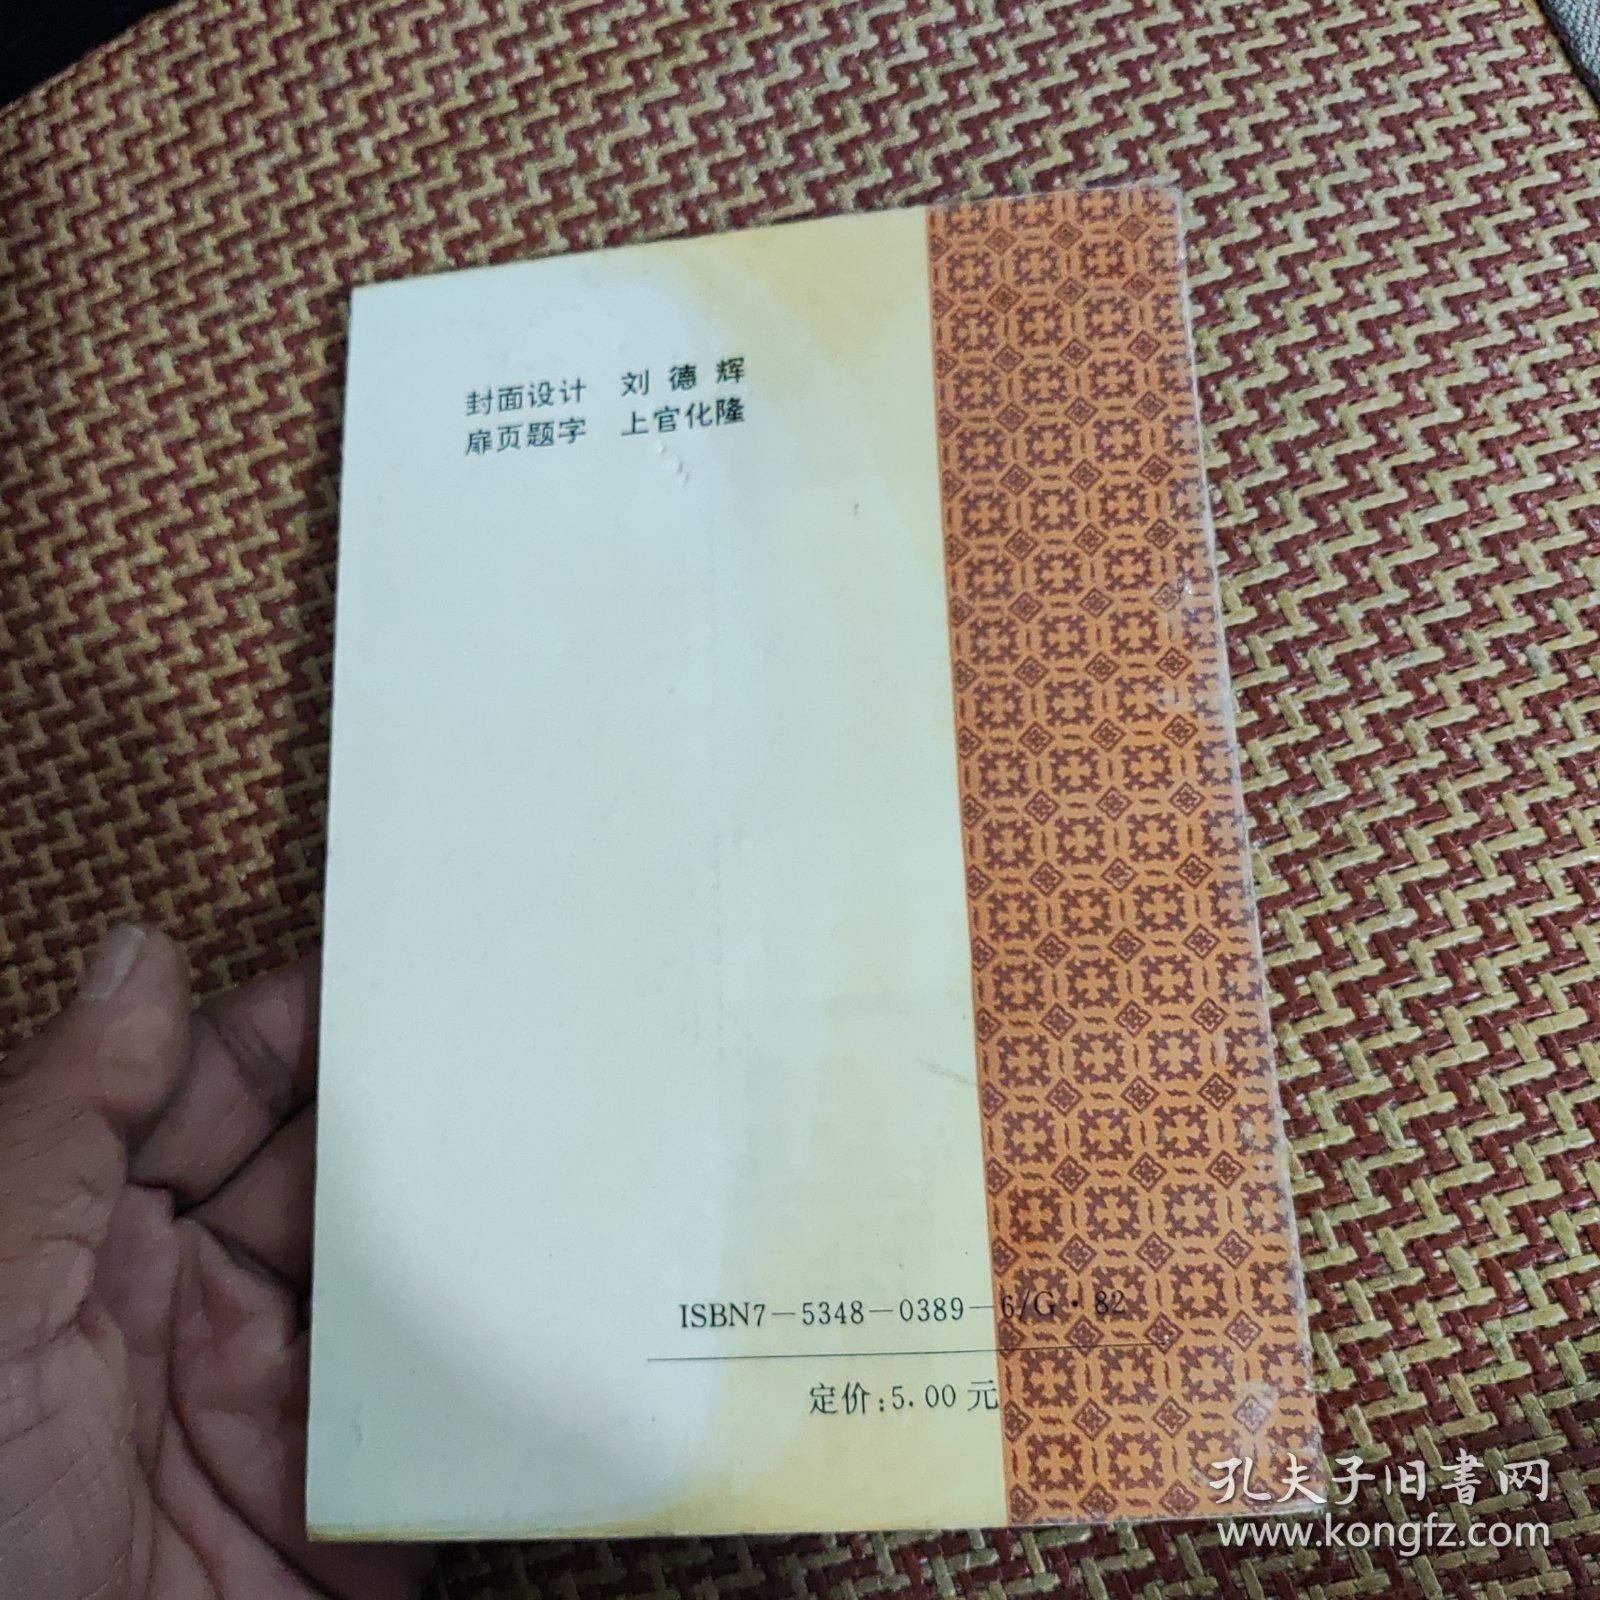 封面设计 刘德辉
扉页题字 上官化隆
ISBN7-5348-0389-6/G·82
定价:5.00元
孔夫子旧書网
www.kongfz.com